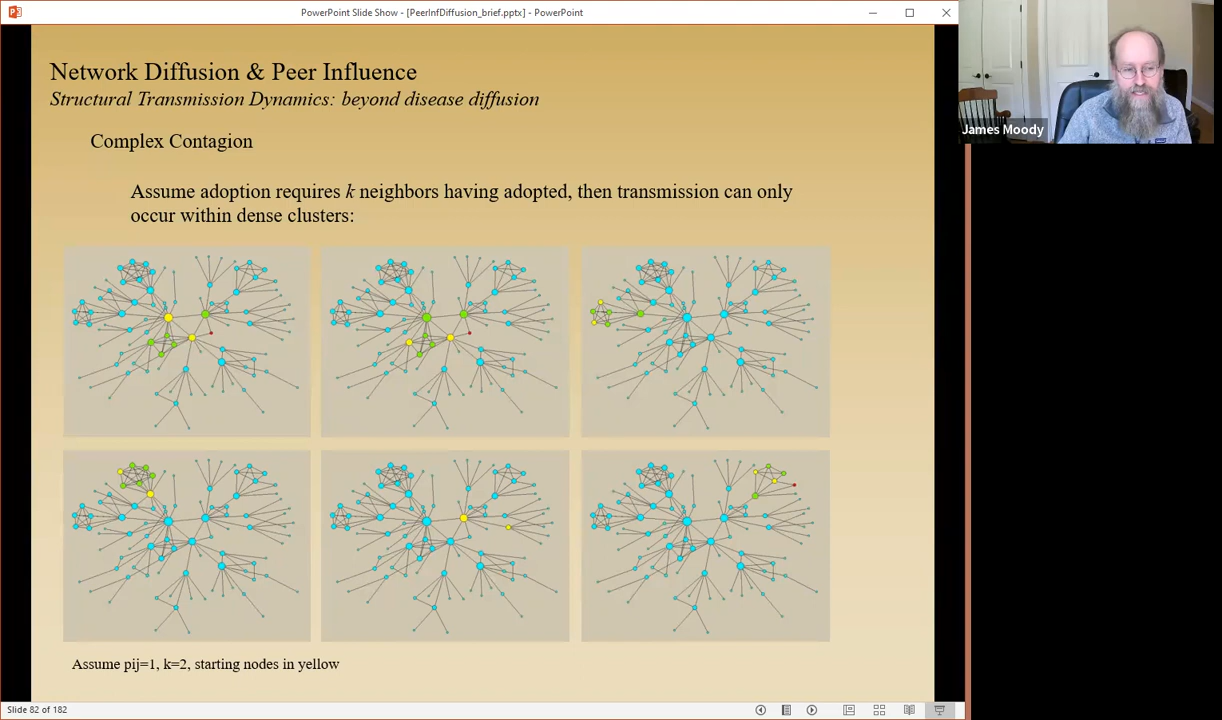 PowerPoint Slide Show - [PeerInfDiffusion_brief.pptx] - PowerPoint
Network Diffusion & Peer Influence
Structural Transmission Dynamics: beyond disease diffusion
Complex Contagion
Assume adoption requires k neighbors having adopted, then transmission can only
occur within dense clusters:
Assume pij=1, k=2, starting nodes in yellow
Slide 82 of 182
James Moody